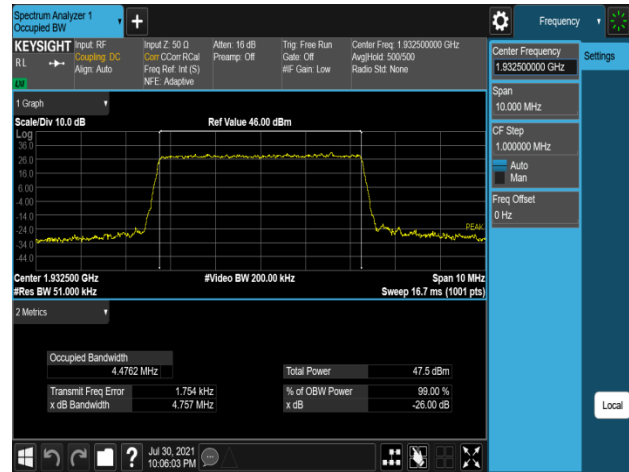 Spectrum Analyzer 1
Occupied BW
Frequency
KEYSIGHT
RL
LNI
Input: RF
Coupling: DC
Align: Auto
Input Z: 50 Ω
Corr CCorr RCal
Freq Ref: Int (S)
NFE: Adaptive
Atten: 16 dB
Preamp: Off
Trig: Free Run
Gate: Off
#IF Gain: Low
Center Freq: 1.932500000 GHz
Avg|Hold: 500/500
Radio Std: None
Center Frequency
1.932500000 GHz
Settings
Span
10.000 MHz
CF Step
1.000000 MHz
Auto
Man
Freq Offset
0 Hz
1 Graph
Scale/Div 10.0 dB
Ref Value 46.00 dBm
Log
36.0
26.0
16.0
6.00
-4.00
-14.0
-24.0
-34.0
-44.0
PEAK
Center 1.932500 GHz
#Video BW 200.00 kHz
Span 10 MHz
#Res BW 51.000 kHz
Sweep 16.7 ms (1001 pts)
2 Metrics
Occupied Bandwidth
4.4762 MHz
Total Power 47.5 dBm
Transmit Freq Error 1.754 kHz
% of OBW Power 99.00 %
x dB Bandwidth 4.757 MHz
x dB -26.00 dB
Local
?
Jul 30, 2021
10:06:03 PM